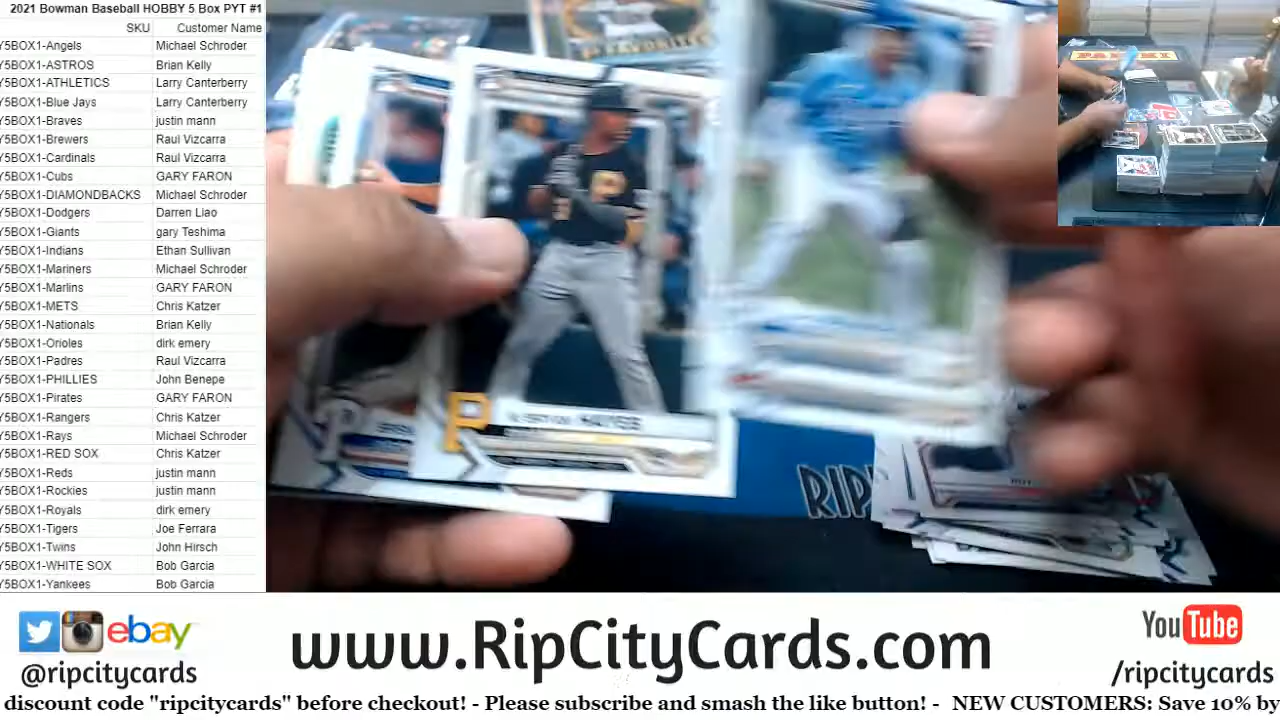 2021 Bowman Baseball HOBBY 5 Box PYT #1
SKU Customer Name
Y5BOX1-Angels Michael Schroder
Y5BOX1-ASTROS Brian Kelly
Y5BOX1-ATHLETICS Larry Canterberry
Y5BOX1-Blue Jays Larry Canterberry
Y5BOX1-Braves justin mann
Y5BOX1-Brewers Raul Vizcarra
Y5BOX1-Cardinals Raul Vizcarra
Y5BOX1-Cubs GARY FARON
Y5BOX1-DIAMONDBACKS Michael Schroder
Y5BOX1-Dodgers Darren Liao
Y5BOX1-Giants gary Teshima
Y5BOX1-Indians Ethan Sullivan
Y5BOX1-Mariners Michael Schroder
Y5BOX1-Marlins GARY FARON
Y5BOX1-METS Chris Katzer
Y5BOX1-Nationals Brian Kelly
Y5BOX1-Orioles dirk emery
Y5BOX1-Padres Raul Vizcarra
Y5BOX1-PHILLIES John Benepe
Y5BOX1-Pirates GARY FARON
Y5BOX1-Rangers Chris Katzer
Y5BOX1-Rays Michael Schroder
Y5BOX1-RED SOX Chris Katzer
Y5BOX1-Reds justin mann
Y5BOX1-Rockies justin mann
Y5BOX1-Royals dirk emery
Y5BOX1-Tigers Joe Ferrara
Y5BOX1-Twins John Hirsch
Y5BOX1-WHITE SOX Bob Garcia
Y5BOX1-Yankees Bob Garcia
FAVORITES
PANINI
P
P
HAYES
RIP
ebay
@ripcitycards
www.RipCityCards.com
YouTube
/ripcitycards
discount code "ripcitycards" before checkout! - Please subscribe and smash the like button! - NEW CUSTOMERS: Save 10% by